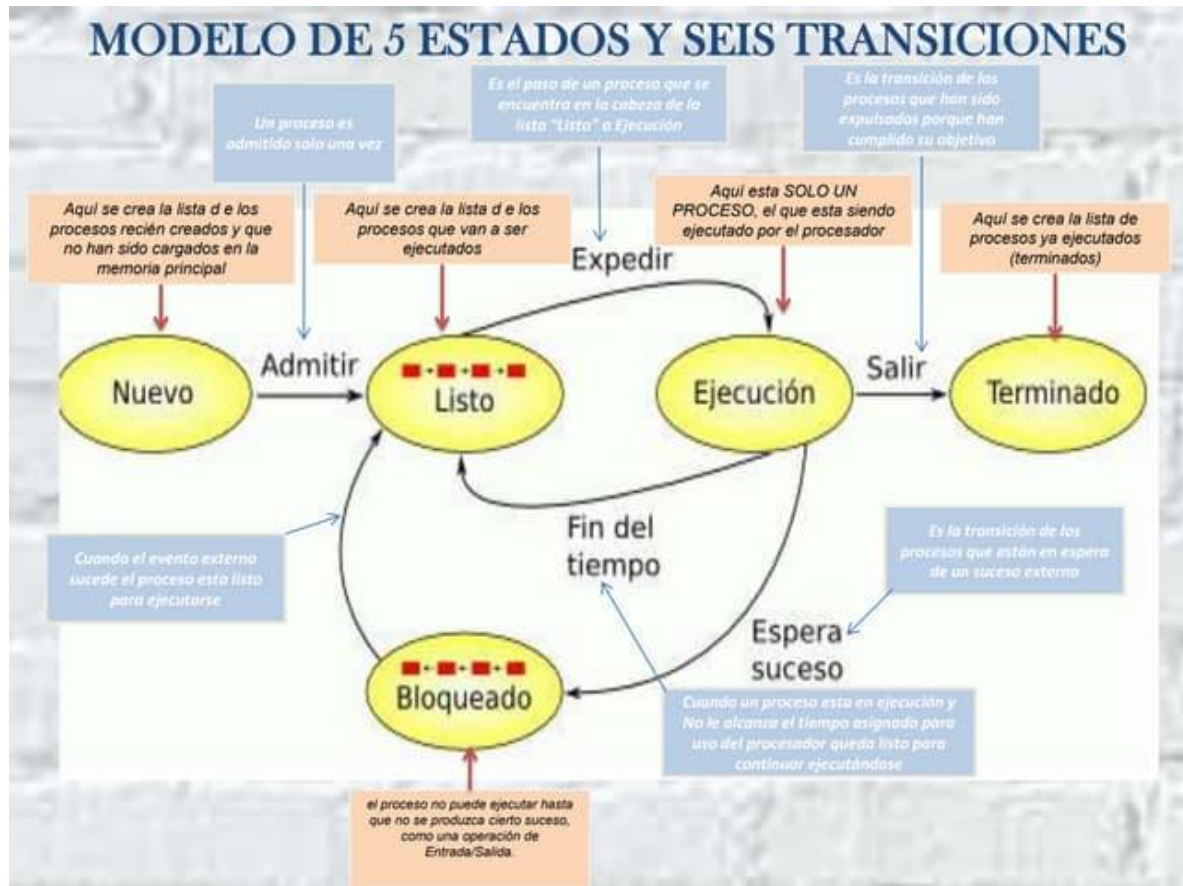 MODELO DE 5 ESTADOS Y SEIS TRANSICIONES
Un proceso es
admitido solo una vez
Es el paso de un proceso que se
encuentra en la cabeza de la
lista "Listo" a Ejecución
Es la transición de los
procesos que han sido
expulsados porque han
cumplido su objetivo
Aquí se crea la lista d e los
procesos recién creados y que
no han sido cargados en la
memoria principal
Aquí se crea la lista d e los
procesos que van a ser
ejecutados
Aquí esta SOLO UN
PROCESO, el que esta siendo
ejecutado por el procesador
Aquí se crea la lista de
procesos ya ejecutados
(terminados)
Expedir
Nuevo
Admitir
Listo
Ejecución
Salir
Terminado
Fin del
tiempo
Cuando el evento externo
sucede el proceso esta listo
para ejecutarse
Es la transición de los
procesos que están en espera
de un suceso externo
Espera
suceso
Bloqueado
Cuando un proceso esta en ejecución y
No le alcanza el tiempo asignado para
uso del procesador queda listo para
continuar ejecutándose
el proceso no puede ejecutar hasta
que no se produzca cierto suceso,
como una operación de
Entrada/Salida.